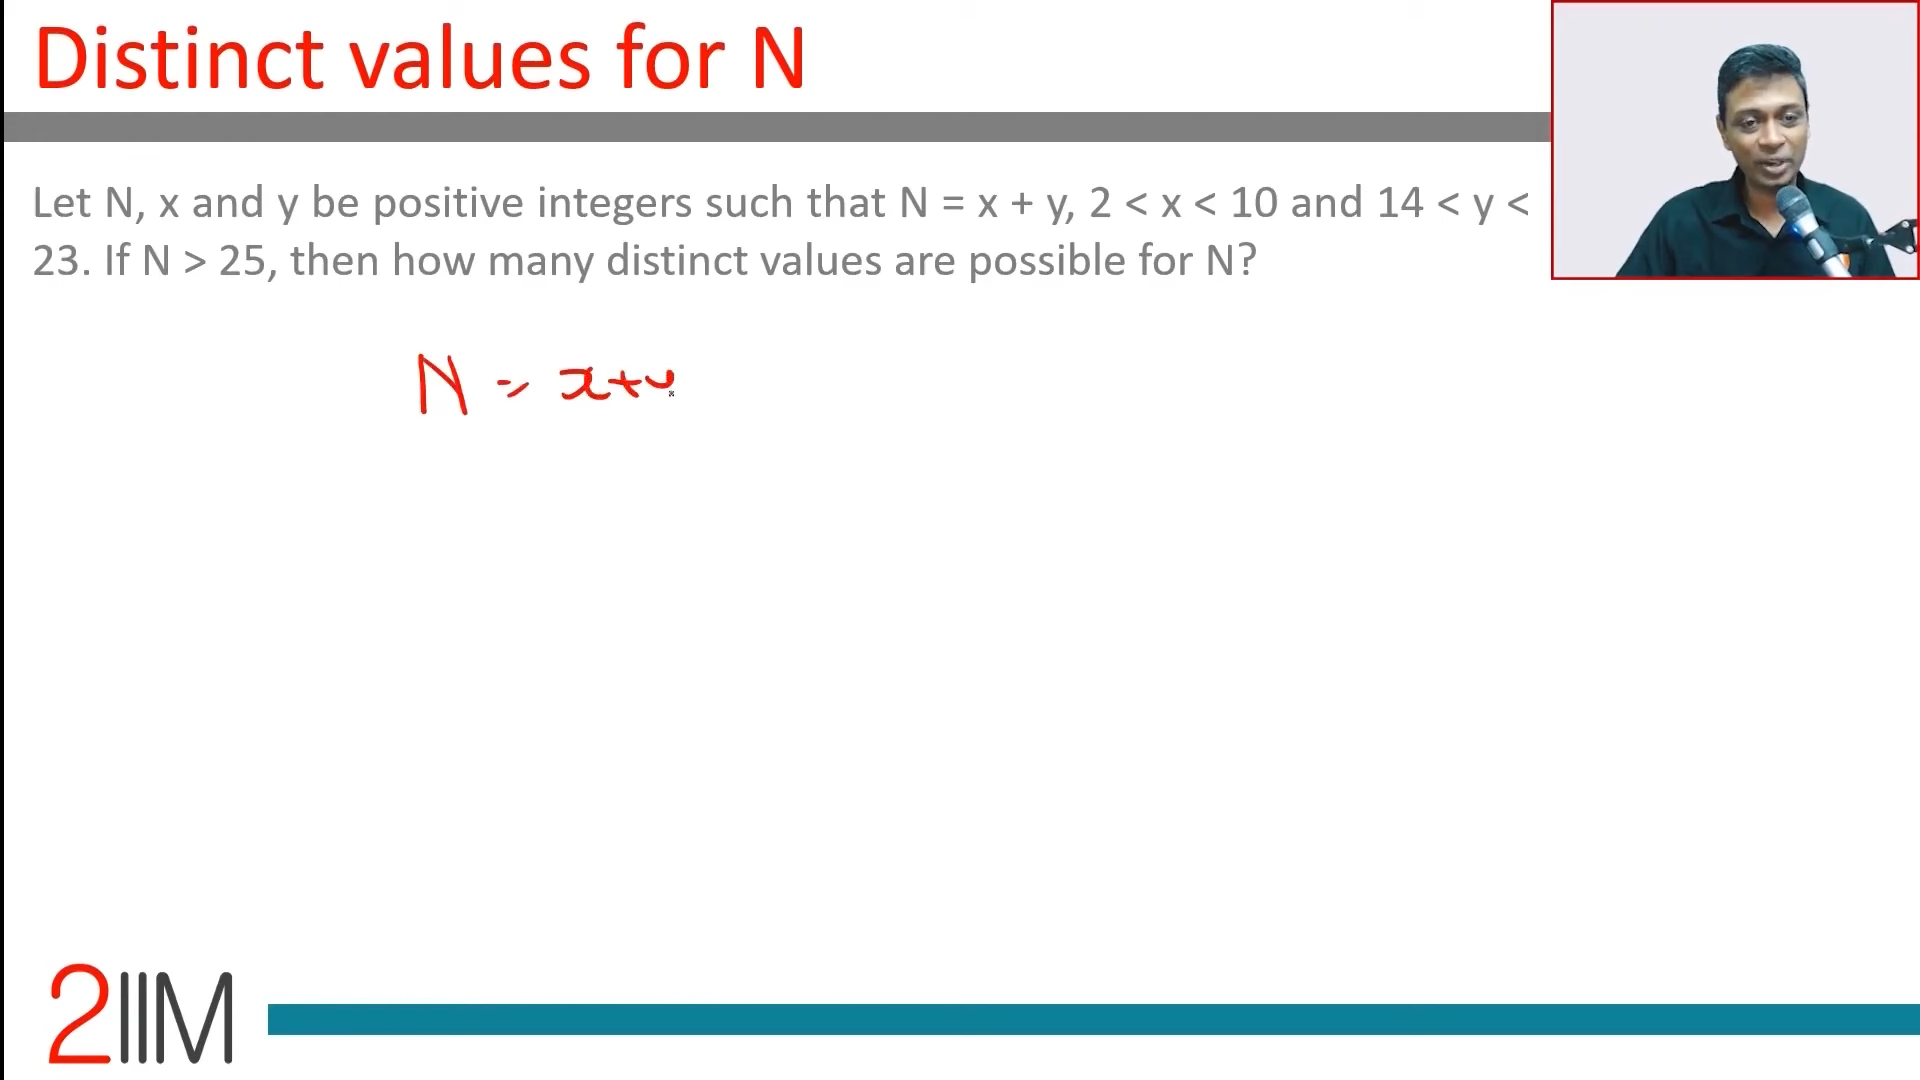 Distinct values for N
Let N, x and y be positive integers such that N = x + y, 2 < x < 10 and 14 < y <
23. If N > 25, then how many distinct values are possible for N?
N = x+y
2IIM